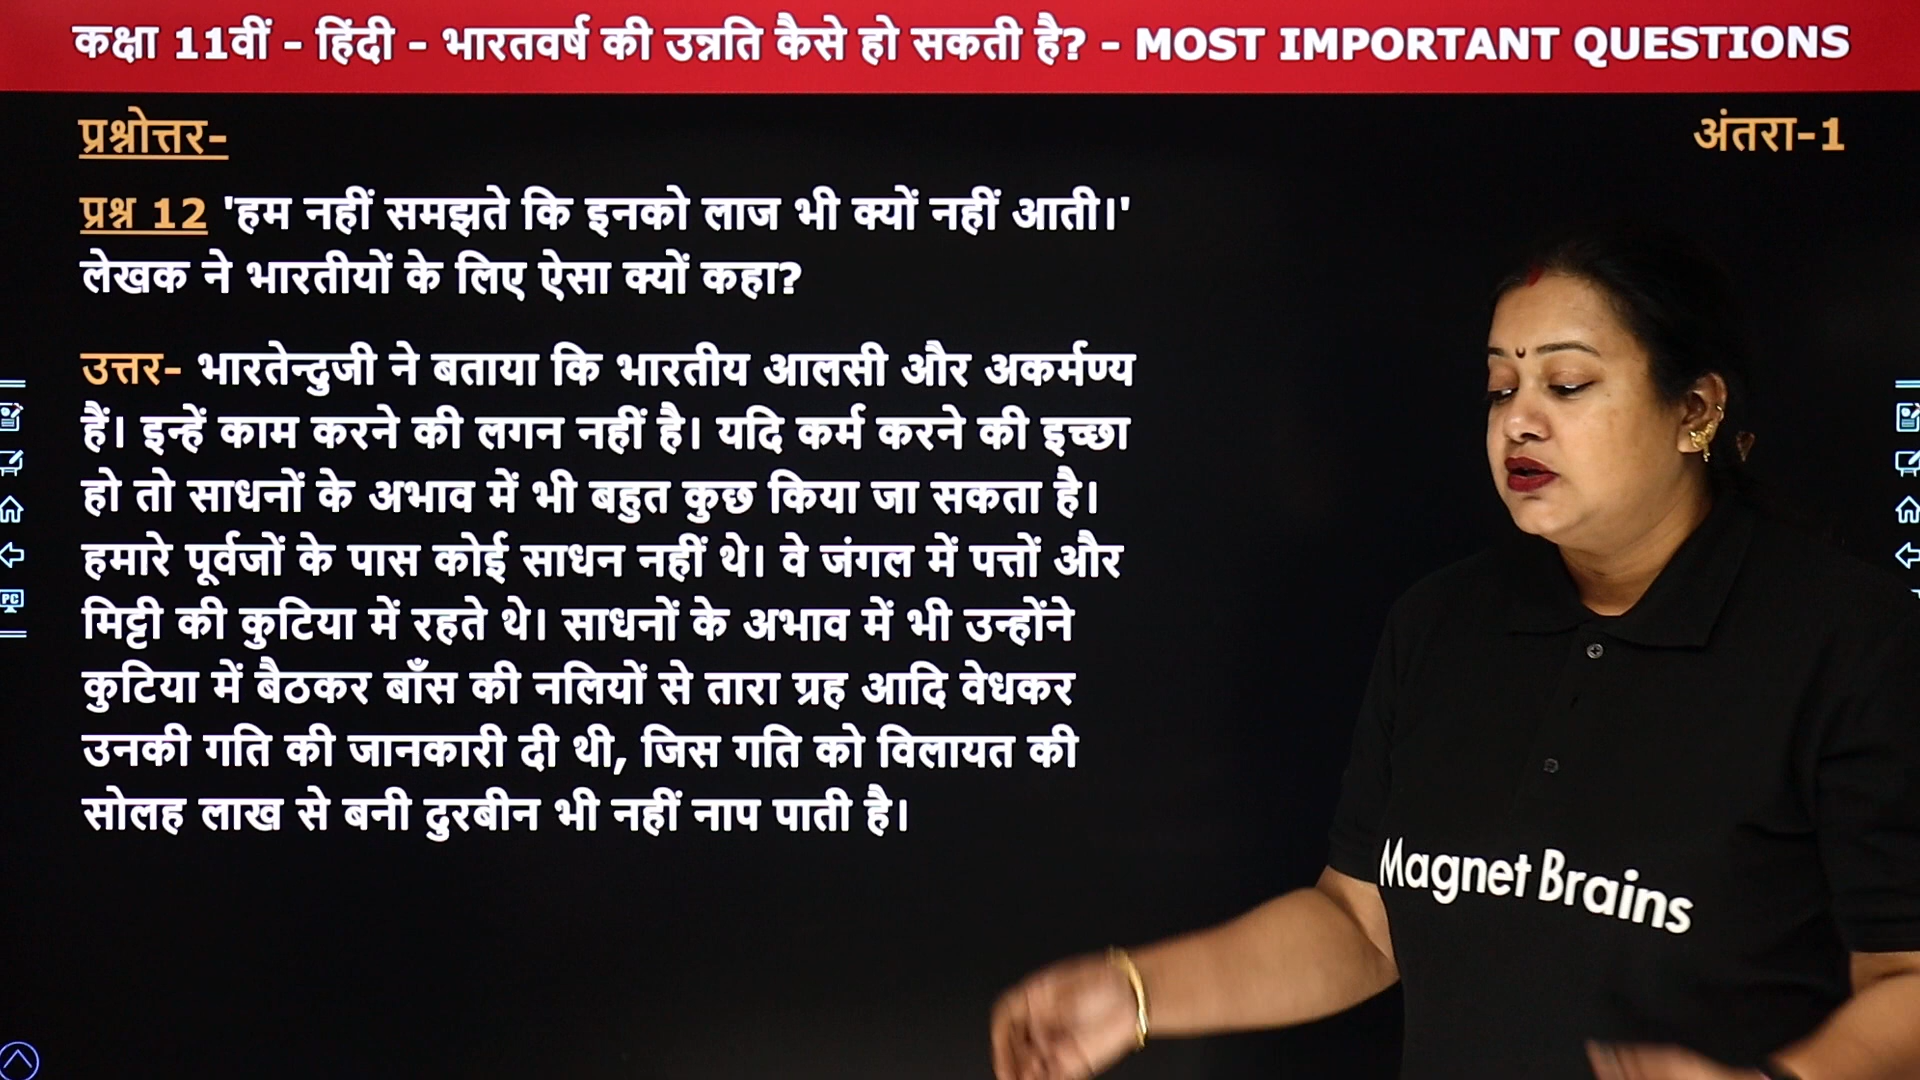 कक्षा 11वीं - हिंदी - भारतवर्ष की उन्नति कैसे हो सकती है? - MOST IMPORTANT QUESTIONS
प्रश्नोत्तर-
अंतरा-1
प्रश्न 12 'हम नहीं समझते कि इनको लाज भी क्यों नहीं आती।'
लेखक ने भारतीयों के लिए ऐसा क्यों कहा?
उत्तर- भारतेन्दुजी ने बताया कि भारतीय आलसी और अकर्मण्य
हैं। इन्हें काम करने की लगन नहीं है। यदि कर्म करने की इच्छा
हो तो साधनों के अभाव में भी बहुत कुछ किया जा सकता है।
हमारे पूर्वजों के पास कोई साधन नहीं थे। वे जंगल में पत्तों और
मिट्टी की कुटिया में रहते थे। साधनों के अभाव में भी उन्होंने
कुटिया में बैठकर बाँस की नलियों से तारा ग्रह आदि वेधकर
उनकी गति की जानकारी दी थी, जिस गति को विलायत की
सोलह लाख से बनी दुरबीन भी नहीं नाप पाती है।
PC
Magnet Brains